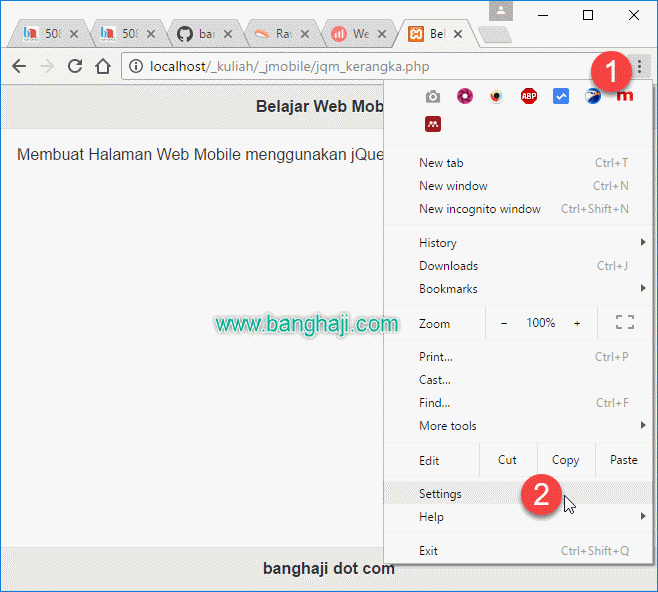 508
508
bar
Rav
We
Bel
localhost/_kuliah/_jmobile/jqm_kerangka.php
1
Belajar Web Mob
ABP
m
Membuat Halaman Web Mobile menggunakan jQue
New tab Ctrl+T
New window Ctrl+N
New incognito window Ctrl+Shift+N
History
Downloads Ctrl+J
Bookmarks
www.banghaji.com
Zoom - 100% +
Print... Ctrl+P
Cast...
Find... Ctrl+F
More tools
Edit Cut Copy Paste
Settings
2
Help
Exit Ctrl+Shift+Q
banghaji dot com